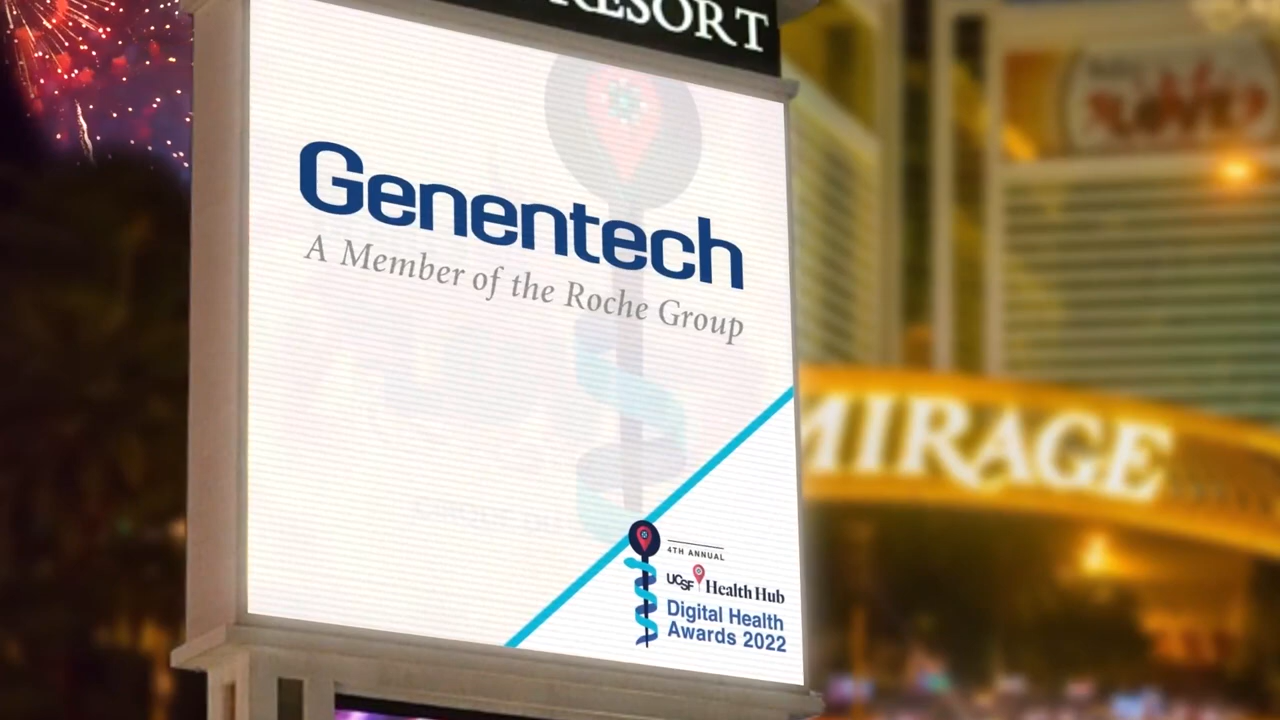 RESORT
Genentech
A Member of the Roche Group
MIRAGE
4TH ANNUAL
UCSF Health Hub
Digital Health
Awards 2022